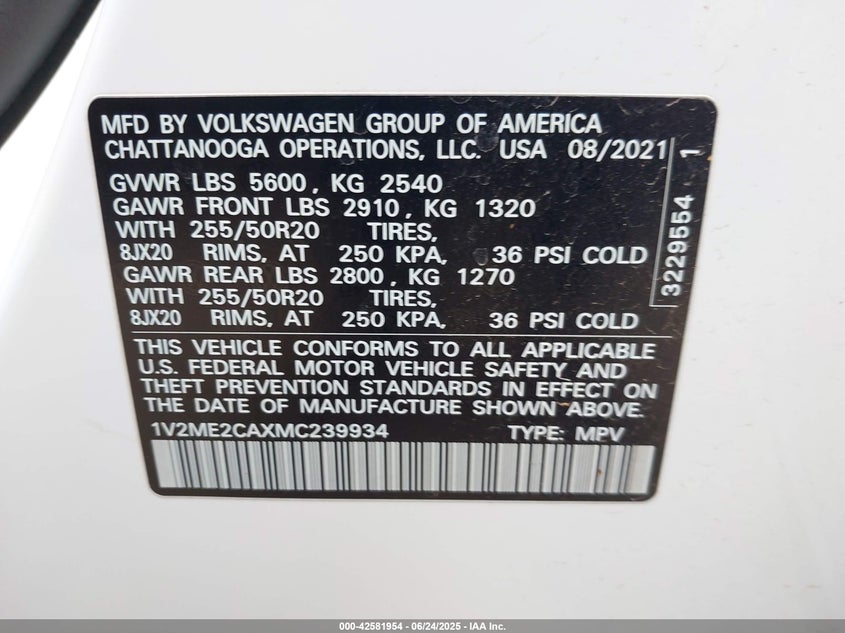 MFD BY VOLKSWAGEN GROUP OF AMERICA
CHATTANOOGA OPERATIONS, LLC. USA 08/2021
GVWR LBS 5600, KG 2540
GAWR FRONT LBS 2910, KG 1320
WITH 255/50R20 TIRES,
8JX20 RIMS, AT 250 KPA, 36 PSI COLD
GAWR REAR LBS 2800, KG 1270
WITH 255/50R20 TIRES,
8JX20 RIMS, AT 250 KPA, 36 PSI COLD
3229554 1
THIS VEHICLE CONFORMS TO ALL APPLICABLE
U.S. FEDERAL MOTOR VEHICLE SAFETY AND
THEFT PREVENTION STANDARDS IN EFFECT ON
THE DATE OF MANUFACTURE SHOWN ABOVE.
1V2ME2CAXMC239934 TYPE: MPV
000-42581954 - 06/24/2025 - IAA Inc.